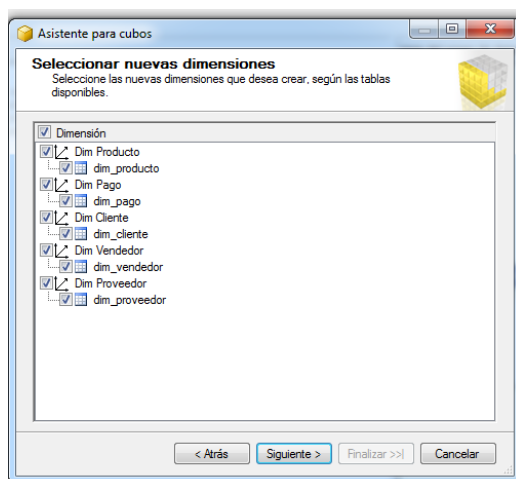 Asistente para cubos
Seleccionar nuevas dimensiones
Seleccione las nuevas dimensiones que desea crear, según las tablas
disponibles.
Dimensión
Dim Producto
dim_producto
Dim Pago
dim_pago
Dim Cliente
dim_cliente
Dim Vendedor
dim_vendedor
Dim Proveedor
dim_proveedor
< Atrás Siguiente > Finalizar >>| Cancelar